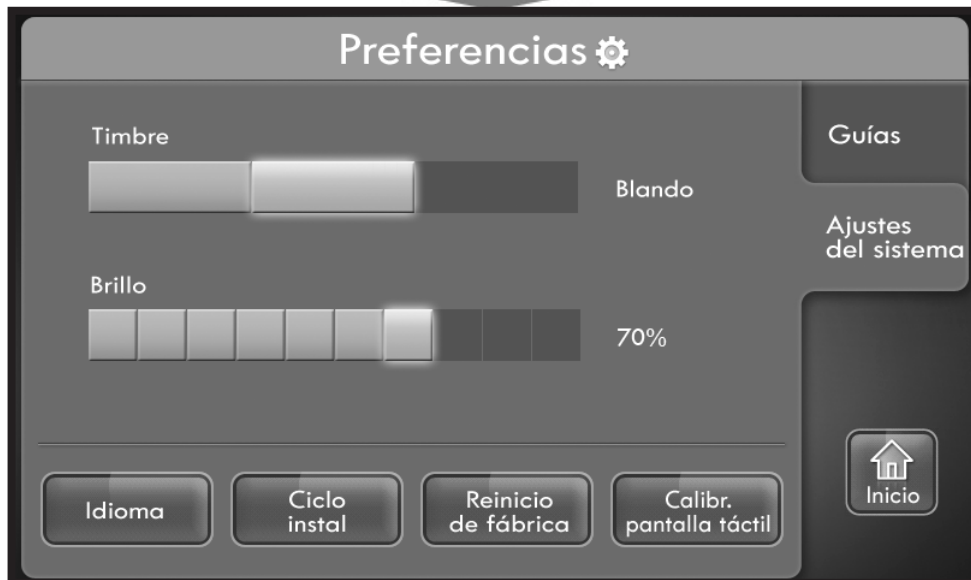 Preferencias
Timbre
Blando
Brillo
70%
Guías
Ajustes
del sistema
Idioma
Ciclo
instal
Reinicio
de fábrica
Calibr.
pantalla táctil
Inicio